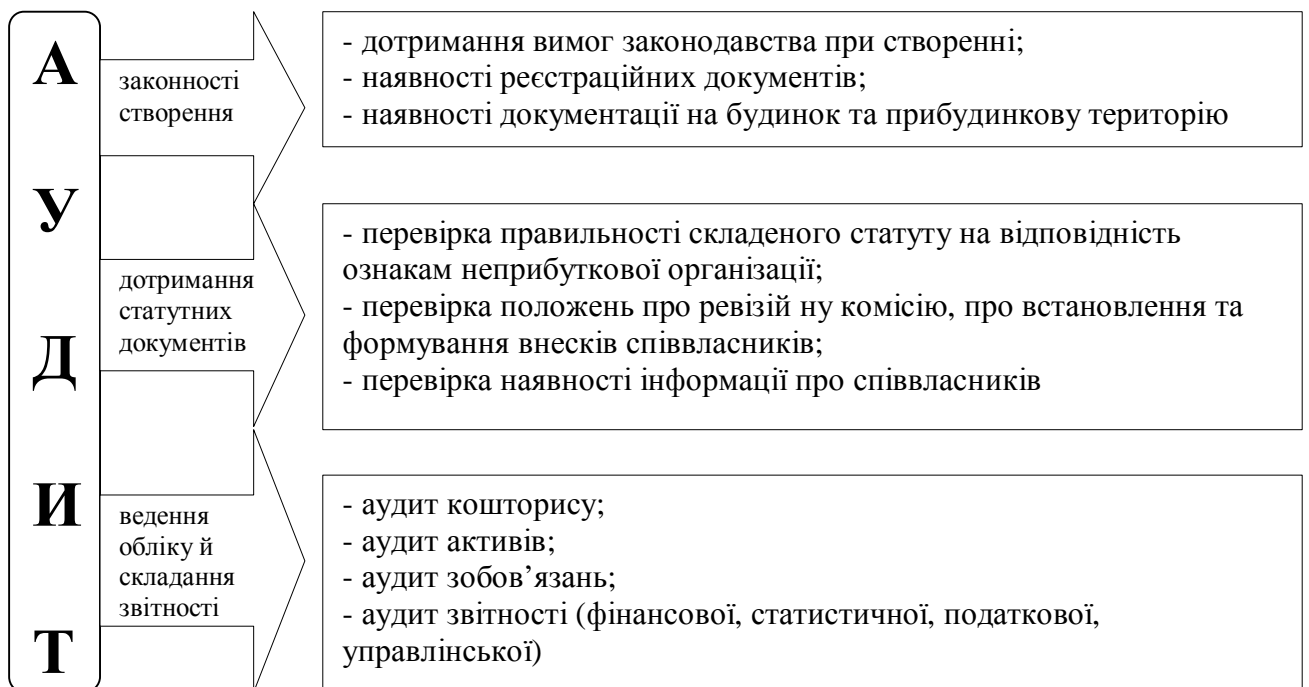 А
У
Д
И
Т
законності
створення
- дотримання вимог законодавства при створенні;
- наявності реєстраційних документів;
- наявності документації на будинок та прибудинкову територію
дотримання
статутних
документів
- перевірка правильності складеного статуту на відповідність
ознакам неприбуткової організації;
- перевірка положень про ревізій ну комісію, про встановлення та
формування внесків співвласників;
- перевірка наявності інформації про співвласників
ведення
обліку й
складання
звітності
- аудит кошторису;
- аудит активів;
- аудит зобов’язань;
- аудит звітності (фінансової, статистичної, податкової,
управлінської)